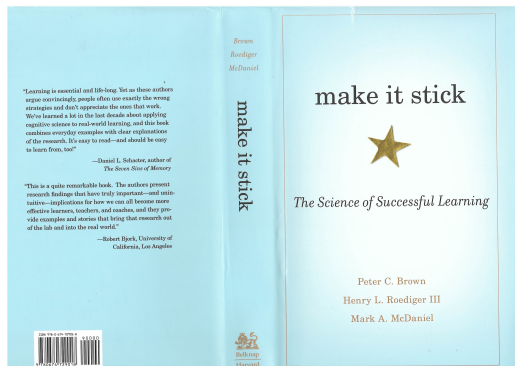 "Learning is essential and life-long. Yet as these authors
argue convincingly, people often use exactly the wrong
strategies and don't appreciate the ones that work.
We've learned a lot in the last decade about applying
cognitive science to real-world learning, and this book
combines everyday examples with clear explanations
of the research. It's easy to read—and should be easy
to learn from, too!"
—Daniel L. Schacter, author of
The Seven Sins of Memory
"This is a quite remarkable book. The authors present
research findings that have truly important—and unin-
tuitive—implications for how we can all become more
effective learners, teachers, and coaches, and they pro-
vide examples and stories that bring that research out
of the lab and into the real world."
—Robert Bjork, University of
California, Los Angeles
90000
Brown
Roediger
McDaniel
make it stick
Belknap
Harvard
make it stick
The Science of Successful Learning
Peter C. Brown
Henry L. Roediger III
Mark A. McDaniel